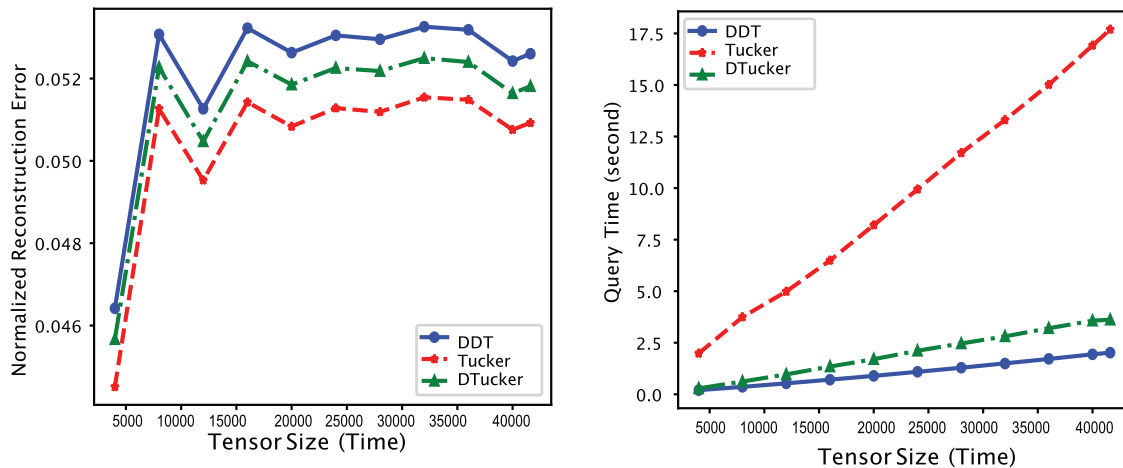 Normalized Reconstruction Error
0.052
0.050
0.048
0.046
DDT
Tucker
DTucker
5000 10000 15000 20000 25000 30000 35000 40000
Tensor Size (Time)
Query Time (second)
17.5
15.0
12.5
10.0
7.5
5.0
2.5
0.0
DDT
Tucker
DTucker
5000 10000 15000 20000 25000 30000 35000 40000
Tensor Size (Time)